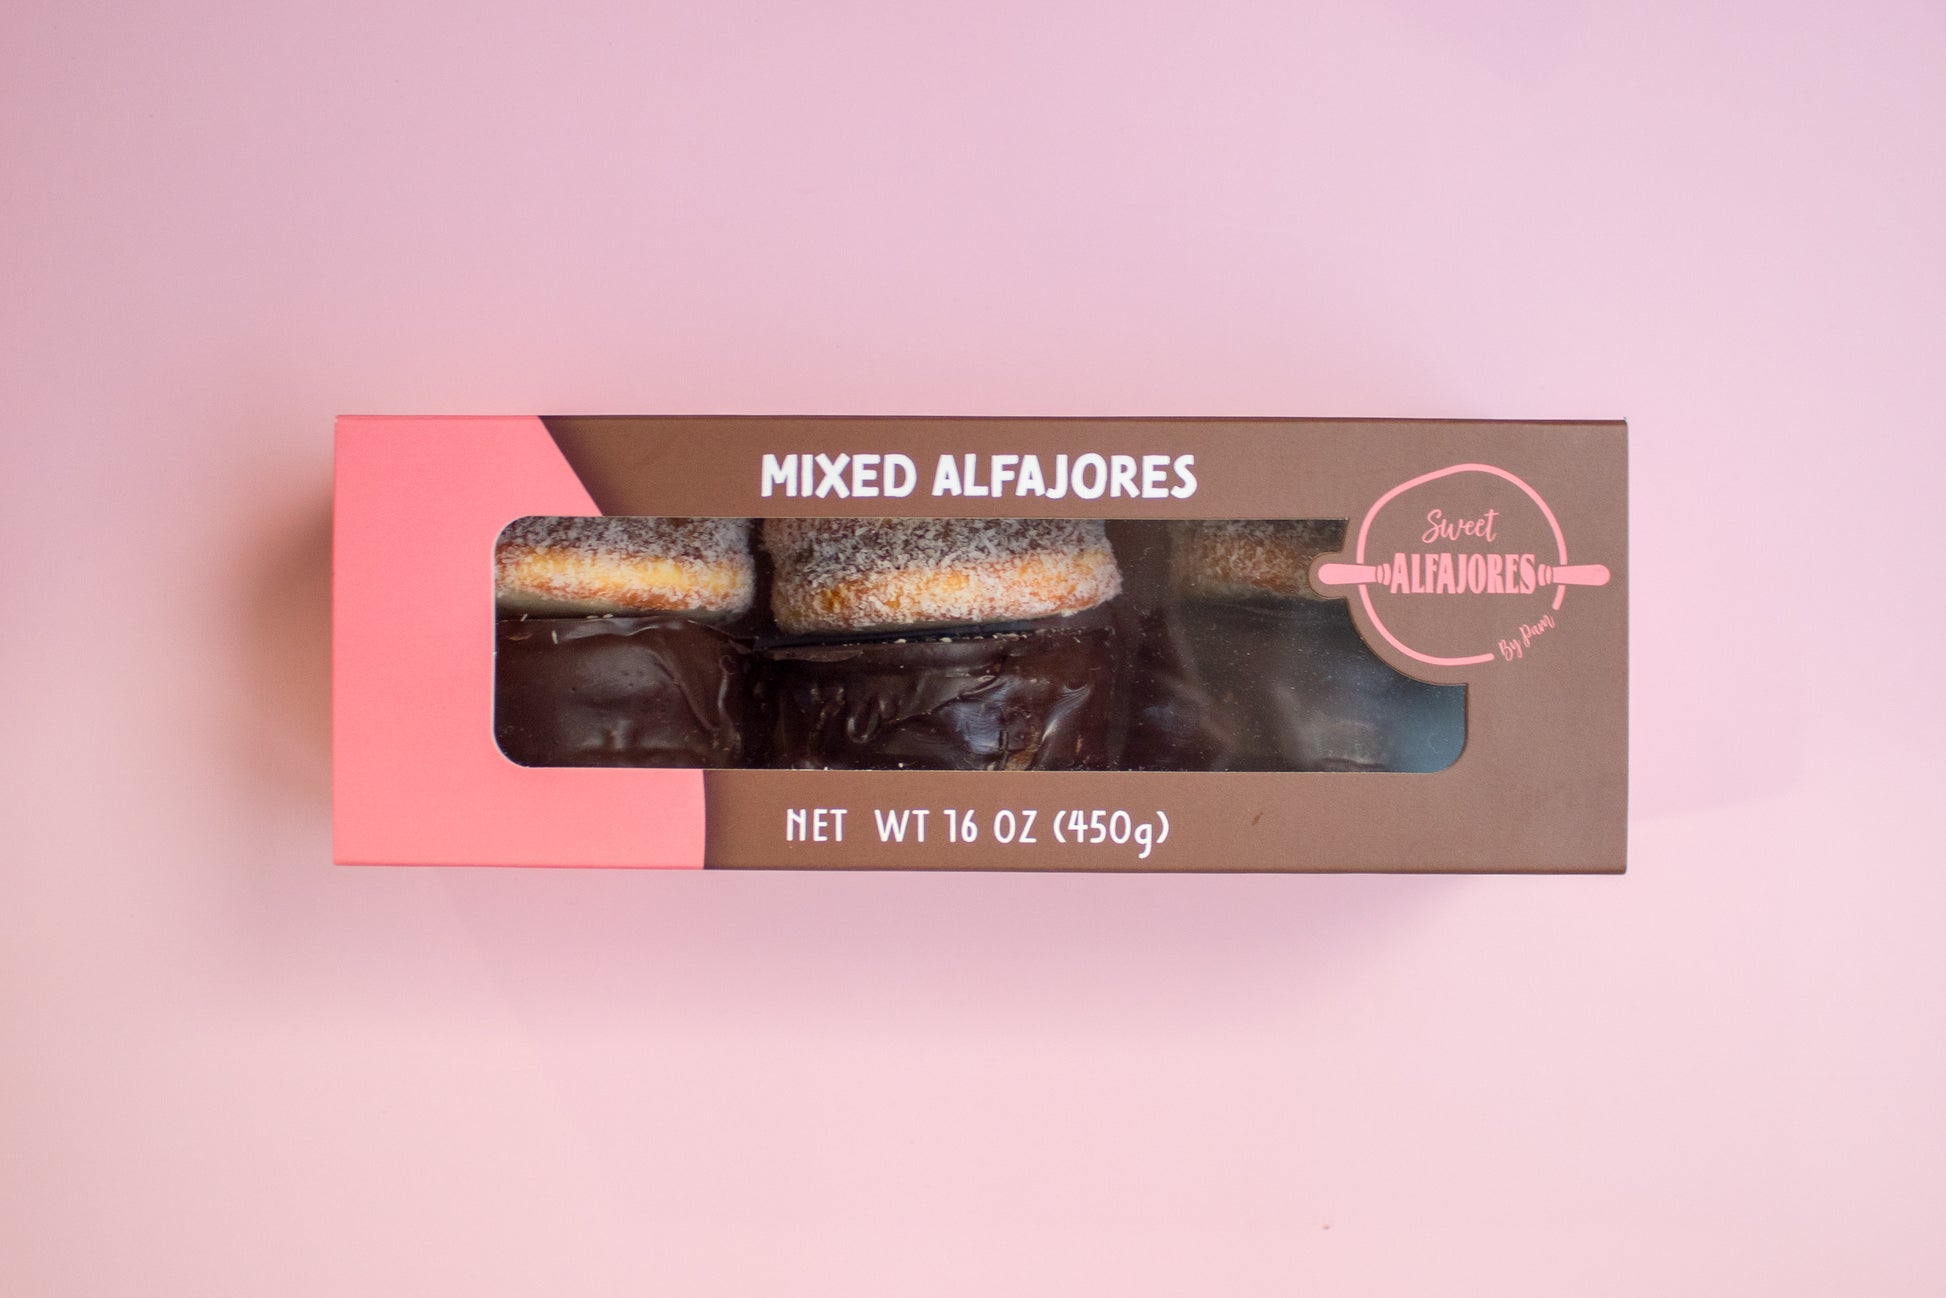 MIXED ALFAJORES
Sweet
ALFAJORES
By Pam
NET WT 16 OZ (450g)